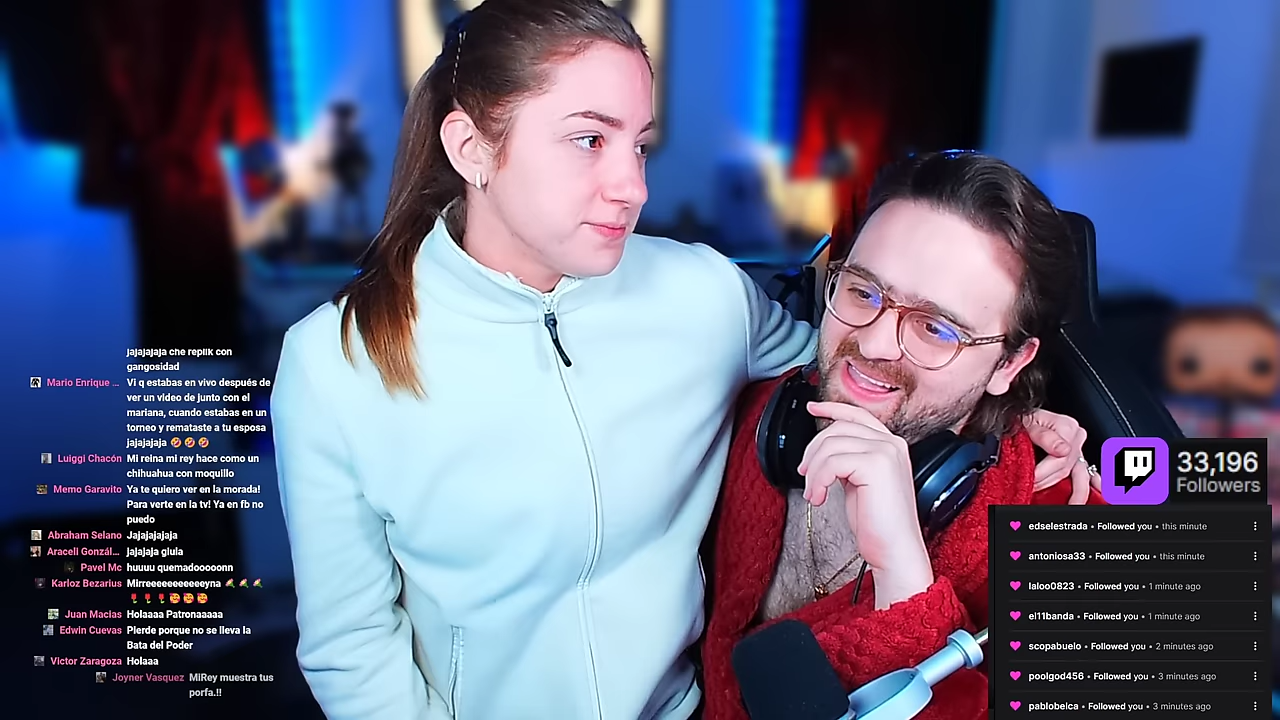 jajajajaja che replik con
gangosidad
Mario Enrique ... Vi q estabas en vivo después de
ver un video de junto con el
mariana, cuando estabas en un
torneo y remataste a tu esposa
jajajajaja 🤣🤣🤣
Luiggi Chacón Mi reina mi rey hace como un
chihuahua con moquillo
Memo Garavito Ya te quiero ver en la morada!
Para verte en la tv! Ya en fb no
puedo
Abraham Selano Jajajajajaja
Araceli Gonzál... jajajaja glula
Pavel Mc huuuu quemadooooonn
Karloz Bezarius Mirreeeeeeeeeeeyna 💐💐💐
🌹🌹🌹🥰🥰🥰
Juan Macias Holaaaa Patronaaaaa
Edwin Cuevas Pierde porque no se lleva la
Bata del Poder
Victor Zaragoza Holaaa
Joyner Vasquez MiRey muestra tus
porfa.!!
33,196
Followers
edselestrada • Followed you • this minute
antoniosa33 • Followed you • this minute
laloo0823 • Followed you • 1 minute ago
el11banda • Followed you • 1 minute ago
scopabuelo • Followed you • 2 minutes ago
poolgod456 • Followed you • 3 minutes ago
pablobelca • Followed you • 3 minutes ago